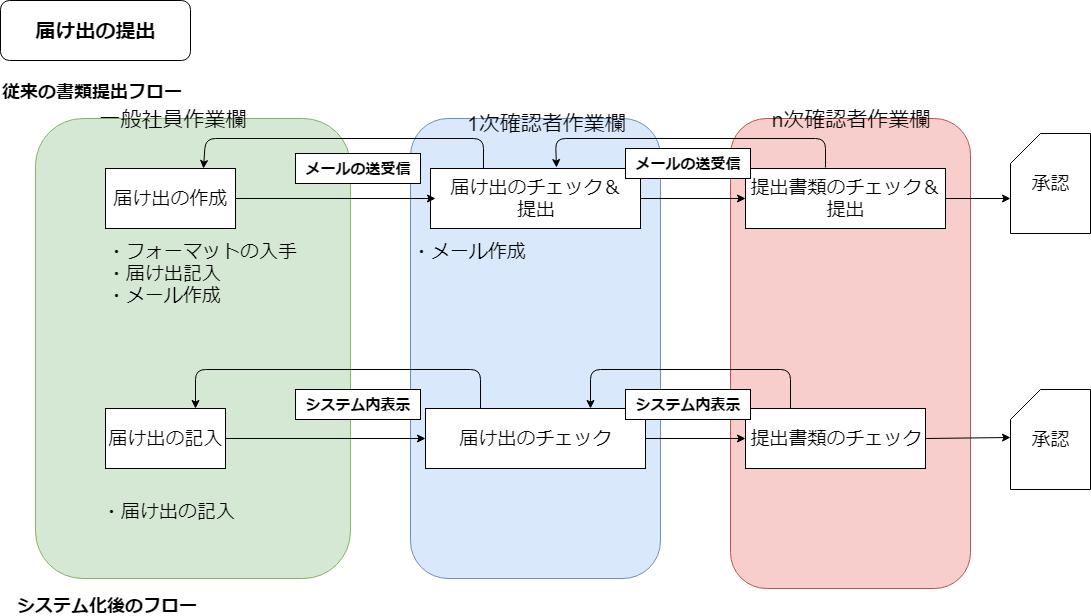 届け出の提出
従来の書類提出フロー
一般社員作業欄
1次確認者作業欄
n次確認者作業欄
メールの送受信
メールの送受信
届け出の作成
届け出のチェック＆
提出
提出書類のチェック＆
提出
承認
・フォーマットの入手
・届け出記入
・メール作成
・メール作成
システム内表示
システム内表示
届け出の記入
届け出のチェック
提出書類のチェック
承認
・届け出の記入
システム化後のフロー